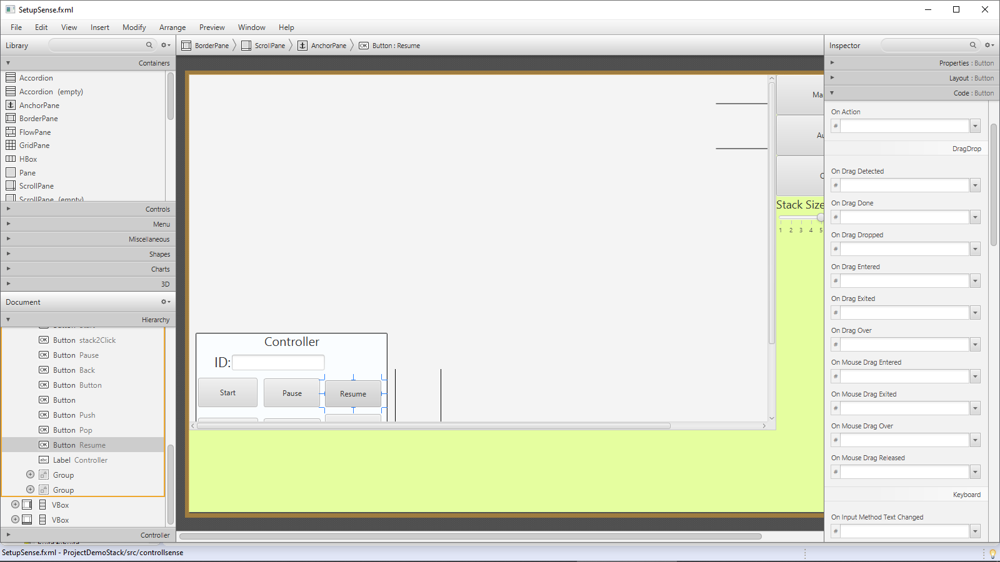 SetupSense.fxml
File Edit View Insert Modify Arrange Preview Window Help
Library
Containers
Accordion
Accordion (empty)
AnchorPane
BorderPane
FlowPane
GridPane
HBox
Pane
ScrollPane
ScrollPane (empty)
Controls
Menu
Miscellaneous
Shapes
Charts
3D
Document
Hierarchy
Button Start
Button stack2Click
Button Pause
Button Back
Button Button
Button
Button Push
Button Pop
Button Resume
Label Controller
Group
Group
VBox
VBox
Controller
BorderPane ScrollPane AnchorPane Button : Resume
Ma
Au
C
Stack Size
1 2 3 4 5
Controller
ID:
Start Pause Resume
Inspector
Properties : Button
Layout : Button
Code : Button
On Action
#
DragDrop
On Drag Detected
#
On Drag Done
#
On Drag Dropped
#
On Drag Entered
#
On Drag Exited
#
On Drag Over
#
On Mouse Drag Entered
#
On Mouse Drag Exited
#
On Mouse Drag Over
#
On Mouse Drag Released
#
Keyboard
On Input Method Text Changed
#
SetupSense.fxml - ProjectDemoStack/src/controllsense